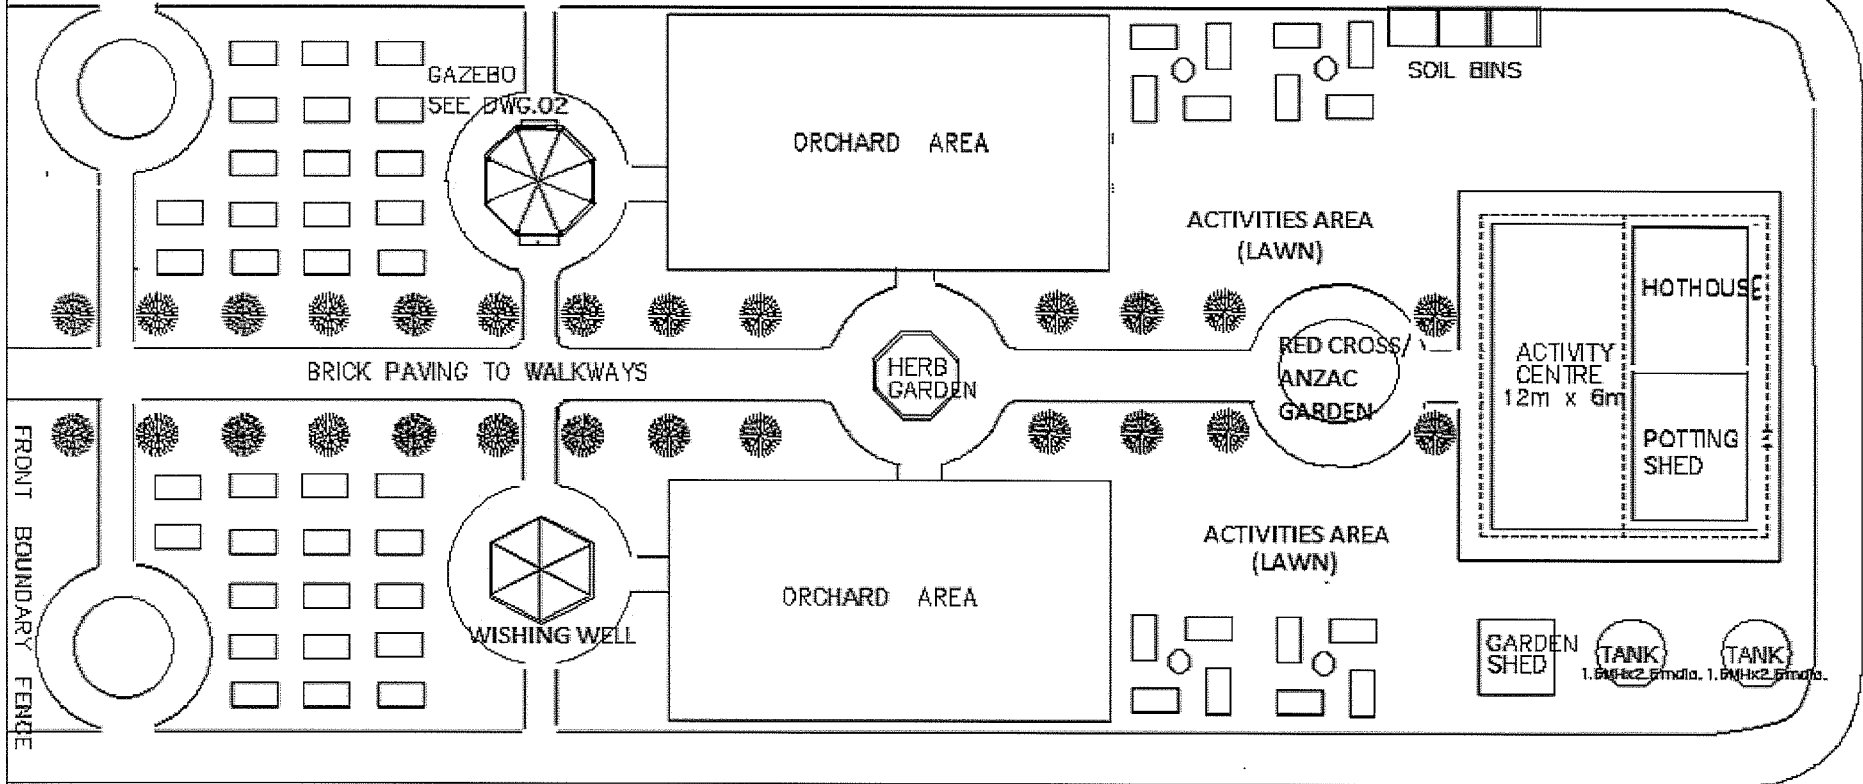 GAZEBO
SEE DWG.02
ORCHARD AREA
SOIL BINS
ACTIVITIES AREA
(LAWN)
HOTHOUSE
BRICK PAVING TO WALKWAYS
HERB
GARDEN
RED CROSS/
ANZAC
GARDEN
ACTIVITY
CENTRE
12m x 6m
POTTING
SHED
FRONT BOUNDARY FENCE
WISHING WELL
ORCHARD AREA
ACTIVITIES AREA
(LAWN)
GARDEN
SHED
TANK
TANK